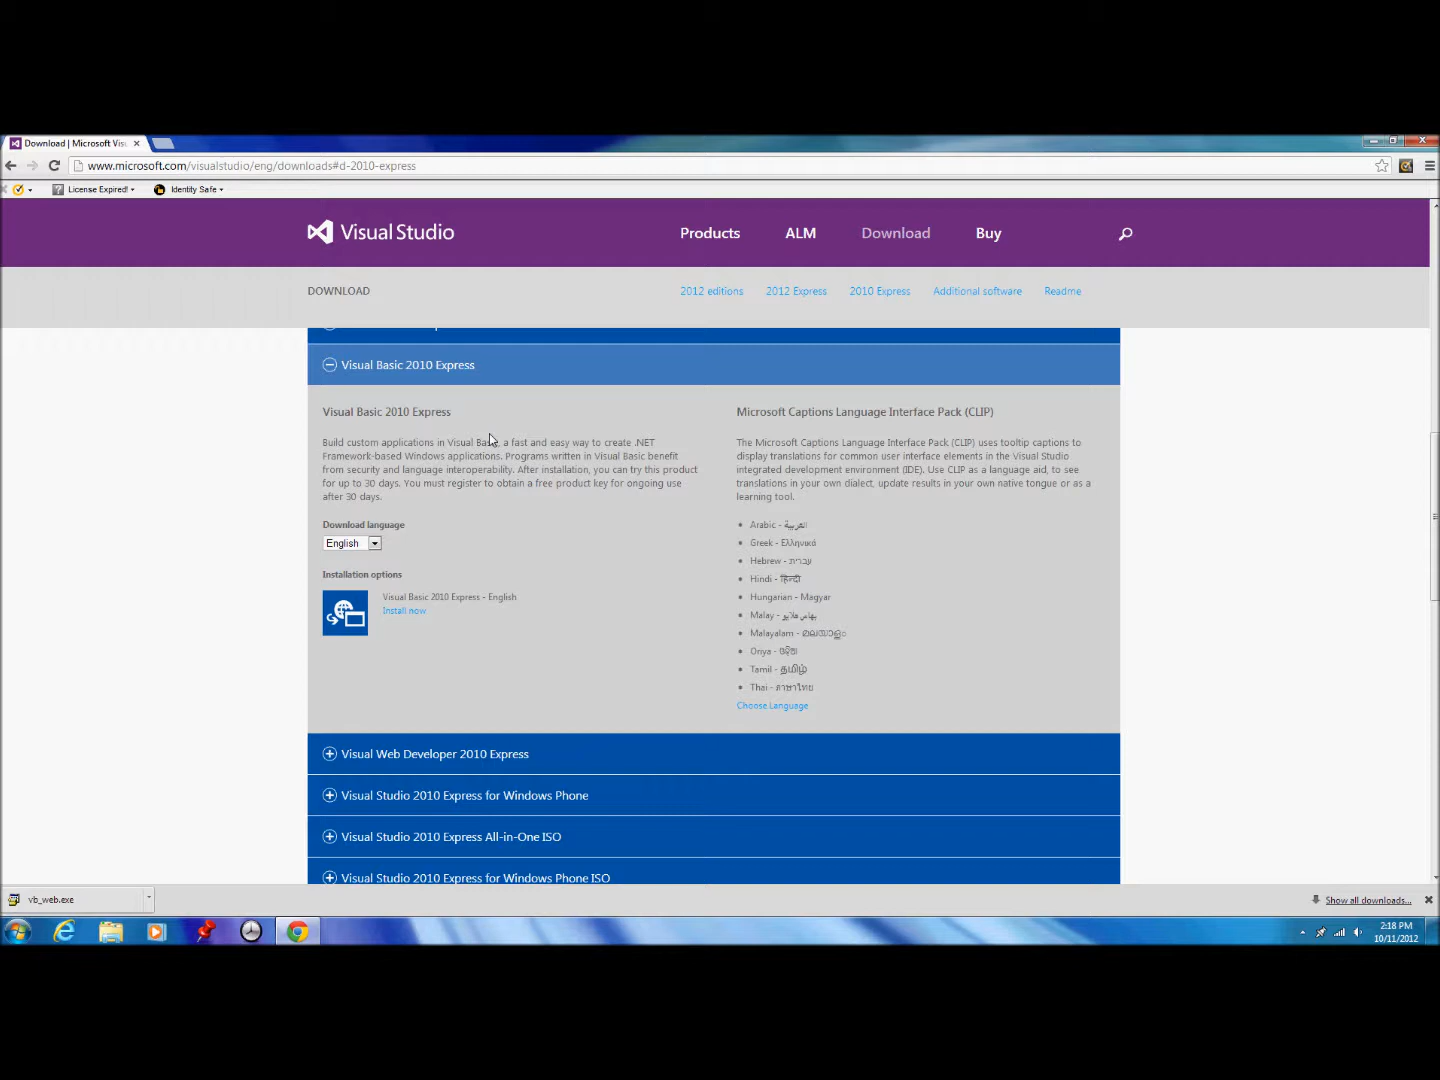 Download | Microsoft Visu
www.microsoft.com/visualstudio/eng/downloads#d-2010-express
License Expired!
Identity Safe
Visual Studio
Products
ALM
Download
Buy
DOWNLOAD
2012 editions
2012 Express
2010 Express
Additional software
Readme
Visual Basic 2010 Express
Visual Basic 2010 Express
Build custom applications in Visual Basic, a fast and easy way to create .NET
Framework-based Windows applications. Programs written in Visual Basic benefit
from security and language interoperability. After installation, you can try this product
for up to 30 days. You must register to obtain a free product key for ongoing use
after 30 days.
Download language
English
Installation options
Visual Basic 2010 Express - English
Install now
Microsoft Captions Language Interface Pack (CLIP)
The Microsoft Captions Language Interface Pack (CLIP) uses tooltip captions to
display translations for common user interface elements in the Visual Studio
integrated development environment (IDE). Use CLIP as a language aid, to see
translations in your own dialect, update results in your own native tongue or as a
learning tool.
Arabic - العربية
Greek - Ελληνικά
Hebrew - עברית
Hindi - हिन्दी
Hungarian - Magyar
Malay - بهاس ملايو
Malayalam - മലയാളം
Oriya - ଓଡ଼ିଆ
Tamil - தமிழ்
Thai - ภาษาไทย
Choose Language
Visual Web Developer 2010 Express
Visual Studio 2010 Express for Windows Phone
Visual Studio 2010 Express All-in-One ISO
Visual Studio 2010 Express for Windows Phone ISO
vb_web.exe
Show all downloads...
2:18 PM
10/11/2012